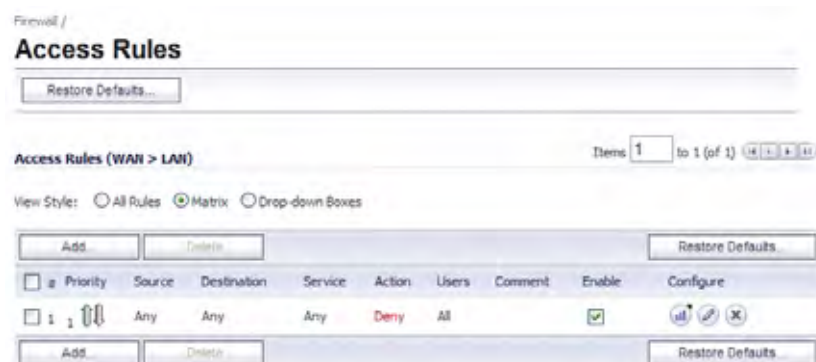 Firewall /
Access Rules
Restore Defaults...
Access Rules (WAN > LAN)
Items 1 to 1 (of 1)
View Style: All Rules Matrix Drop-down Boxes
Add... Delete... Restore Defaults...
# Priority Source Destination Service Action Users Comment Enable Configure
1 1 Any Any Any Deny All
Add... Delete... Restore Defaults...